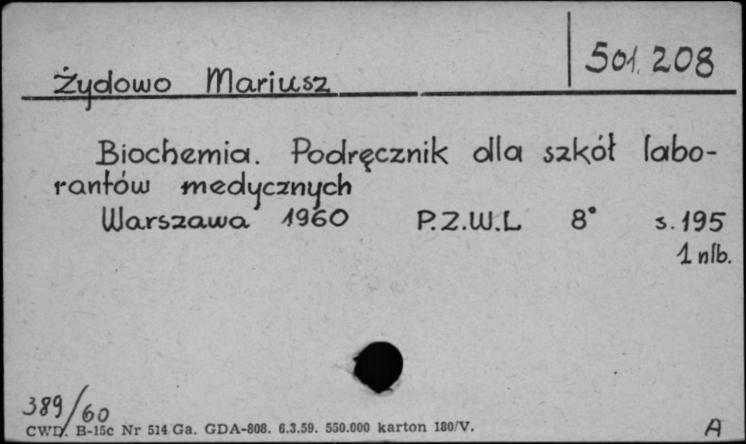 501.208
Żydowo Mariusz
Biochemia. Podręcznik dla szkół labo-
rantów medycznych
Warszawa 1960 P.Z.W.L 8° s.195
1 nlb.
389/60
CWD. B-15c Nr 514 Ga. GDA-808. 6.3.59. 550.000 karton 180/V.
A